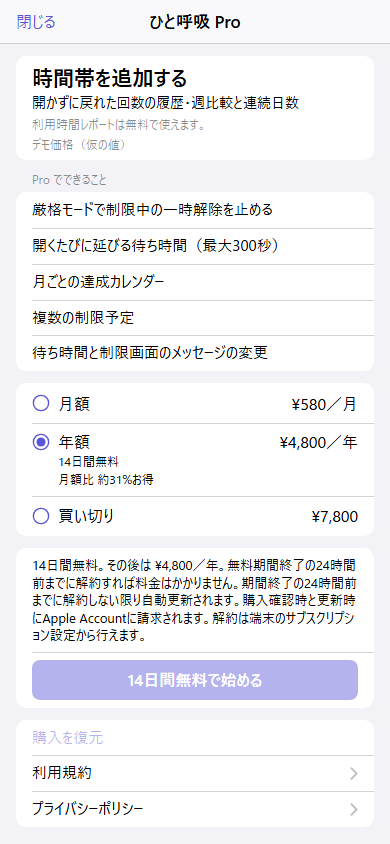 閉じる
ひと呼吸 Pro
時間帯を追加する
開かずに戻れた回数の履歴・週比較と連続日数
利用時間レポートは無料で使えます。
デモ価格（仮の値）
Pro でできること
厳格モードで制限中の一時解除を止める
開くたびに延びる待ち時間（最大300秒）
月ごとの達成カレンダー
複数の制限予定
待ち時間と制限画面のメッセージの変更
月額
¥580／月
年額
¥4,800／年
14日間無料
月額比 約31%お得
買い切り
¥7,800
14日間無料。その後は ¥4,800／年。無料期間終了の24時間
前までに解約すれば料金はかかりません。期間終了の24時間前
までに解約しない限り自動更新されます。購入確認時と更新時
にApple Accountに請求されます。解約は端末のサブスクリプシ
ョン設定から行えます。
14日間無料で始める
購入を復元
利用規約
プライバシーポリシー